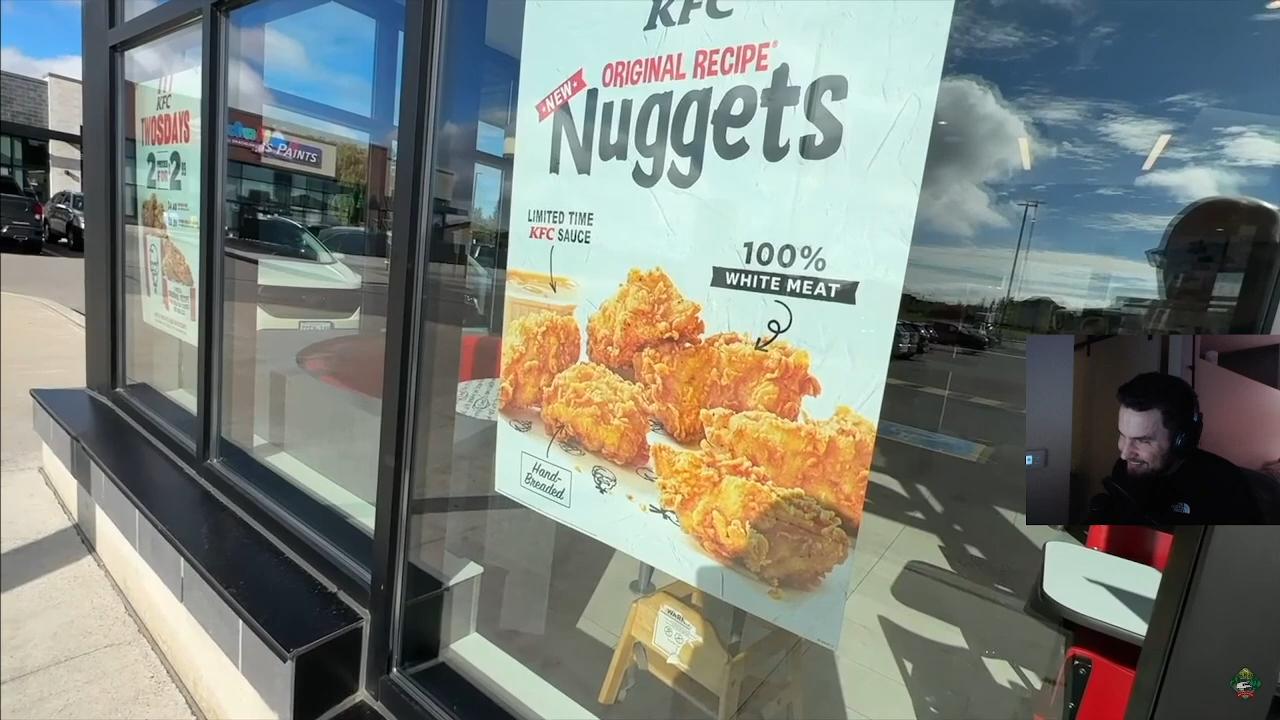 KFC
ORIGINAL RECIPE®
NEW
Nuggets
LIMITED TIME
KFC SAUCE
100%
WHITE MEAT
Hand-
Breaded
KFC
TWOSDAYS
2 FOR 2
PAINTS